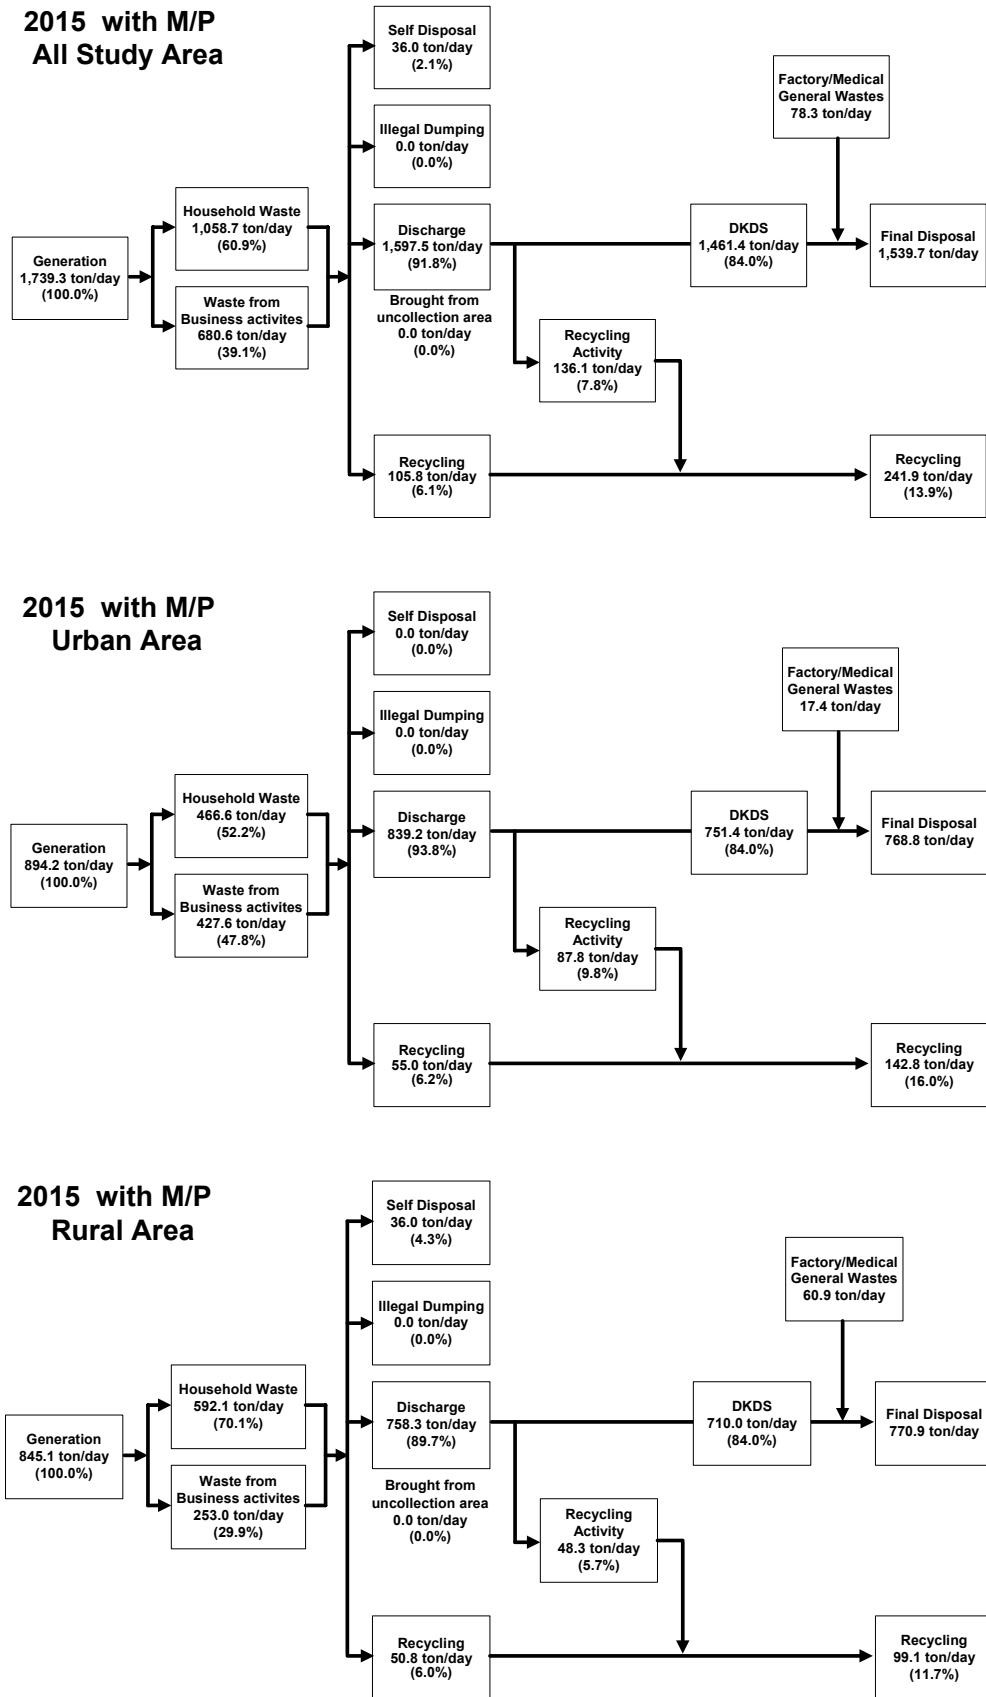 2015 with M/P
All Study Area
Self Disposal
36.0 ton/day
(2.1%)
Factory/Medical
General Wastes
78.3 ton/day
Illegal Dumping
0.0 ton/day
(0.0%)
Household Waste
1,058.7 ton/day
(60.9%)
Discharge
1,597.5 ton/day
(91.8%)
DKDS
1,461.4 ton/day
(84.0%)
Final Disposal
1,539.7 ton/day
Generation
1,739.3 ton/day
(100.0%)
Waste from
Business activites
680.6 ton/day
(39.1%)
Brought from
uncollection area
0.0 ton/day
(0.0%)
Recycling
Activity
136.1 ton/day
(7.8%)
Recycling
105.8 ton/day
(6.1%)
Recycling
241.9 ton/day
(13.9%)
2015 with M/P
Urban Area
Self Disposal
0.0 ton/day
(0.0%)
Factory/Medical
General Wastes
17.4 ton/day
Illegal Dumping
0.0 ton/day
(0.0%)
Household Waste
466.6 ton/day
(52.2%)
Discharge
839.2 ton/day
(93.8%)
DKDS
751.4 ton/day
(84.0%)
Final Disposal
768.8 ton/day
Generation
894.2 ton/day
(100.0%)
Waste from
Business activites
427.6 ton/day
(47.8%)
Recycling
Activity
87.8 ton/day
(9.8%)
Recycling
55.0 ton/day
(6.2%)
Recycling
142.8 ton/day
(16.0%)
2015 with M/P
Rural Area
Self Disposal
36.0 ton/day
(4.3%)
Factory/Medical
General Wastes
60.9 ton/day
Illegal Dumping
0.0 ton/day
(0.0%)
Household Waste
592.1 ton/day
(70.1%)
Discharge
758.3 ton/day
(89.7%)
DKDS
710.0 ton/day
(84.0%)
Final Disposal
770.9 ton/day
Generation
845.1 ton/day
(100.0%)
Waste from
Business activites
253.0 ton/day
(29.9%)
Brought from
uncollection area
0.0 ton/day
(0.0%)
Recycling
Activity
48.3 ton/day
(5.7%)
Recycling
50.8 ton/day
(6.0%)
Recycling
99.1 ton/day
(11.7%)